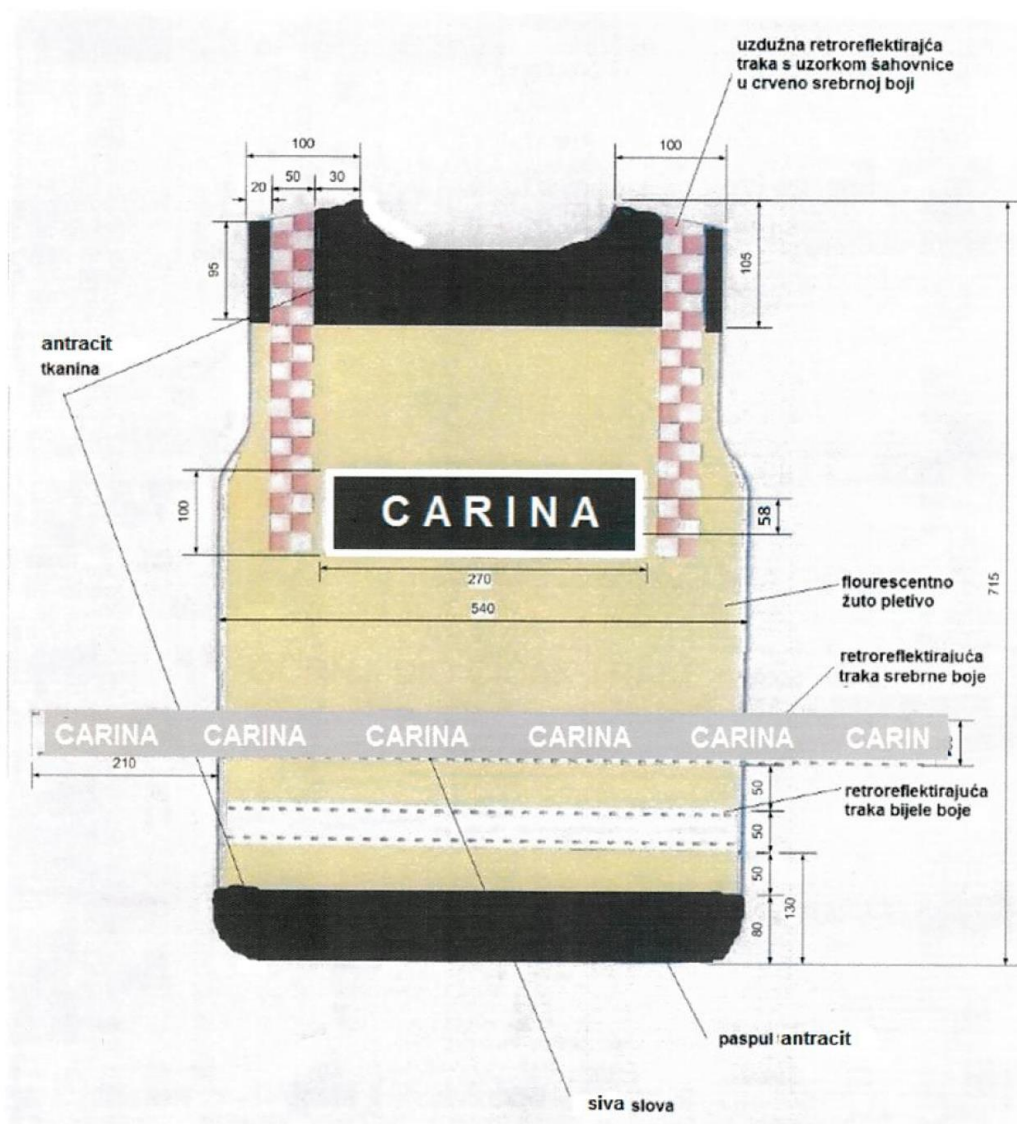 uzdužna retroreflektirajća
traka s uzorkom šahovnice
u crveno srebrnoj boji
100
100
20
50
30
95
105
antracit
tkanina
100
CARINA
58
270
540
flourescentno
žuto pletivo
715
retroreflektirajuća
traka srebrne boje
CARINA CARINA CARINA CARINA CARINA CARIN
210
50
retroreflektirajuća
traka bijele boje
50
50
130
80
paspul antracit
siva slova